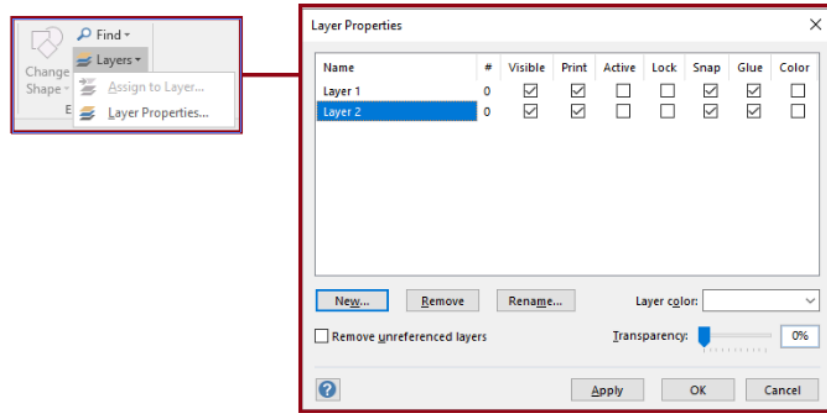 Find
Layers
Change
Shape
Assign to Layer...
Layer Properties...
E
Layer Properties
Name # Visible Print Active Lock Snap Glue Color
Layer 1 0
Layer 2 0
New... Remove Rename... Layer color:
Remove unreferenced layers Transparency: 0%
? Apply OK Cancel